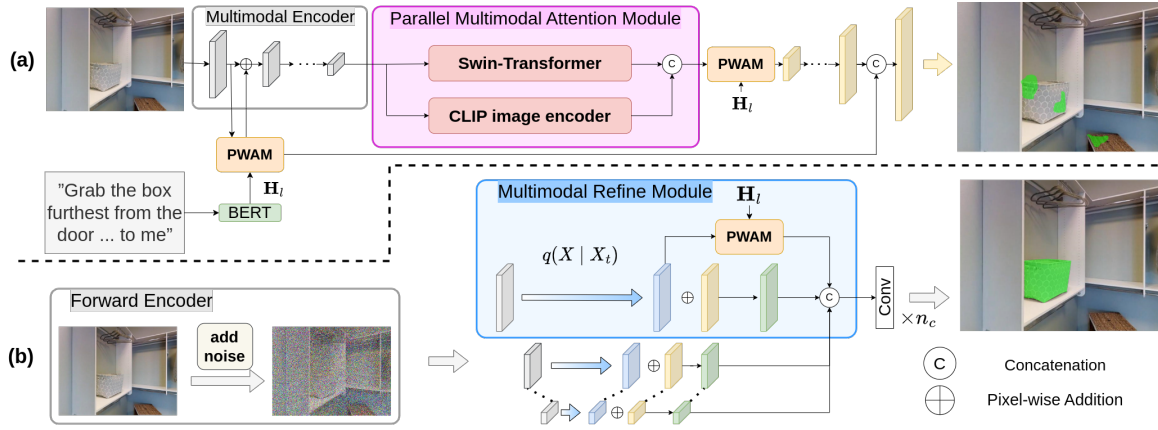 (a)
Multimodal Encoder
Parallel Multimodal Attention Module
Swin-Transformer
CLIP image encoder
C
PWAM
H_l
C
PWAM
H_l
"Grab the box
furthest from the
door ... to me"
BERT
Multimodal Refine Module
H_l
PWAM
q(X | X_t)
C
Conv
×n_c
(b)
Forward Encoder
add
noise
C
Concatenation
Pixel-wise Addition